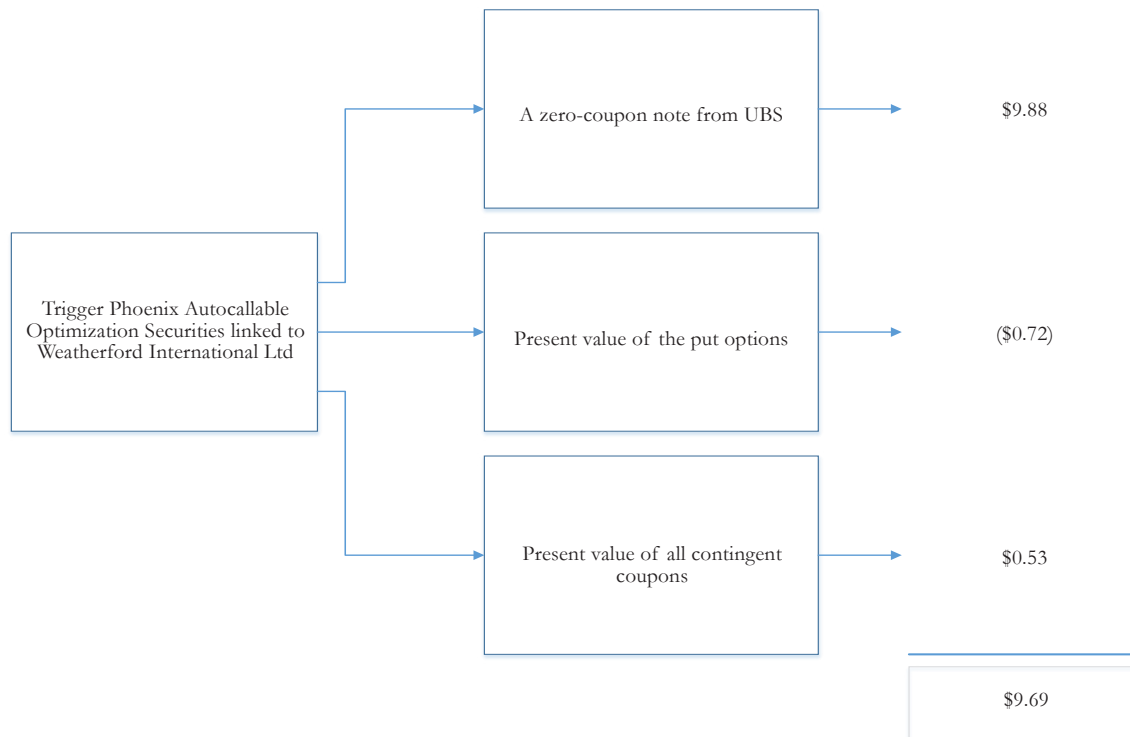 A zero-coupon note from UBS
$9.88
Trigger Phoenix Autocallable
Optimization Securities linked to
Weatherford International Ltd
Present value of the put options
($0.72)
Present value of all contingent
coupons
$0.53
$9.69